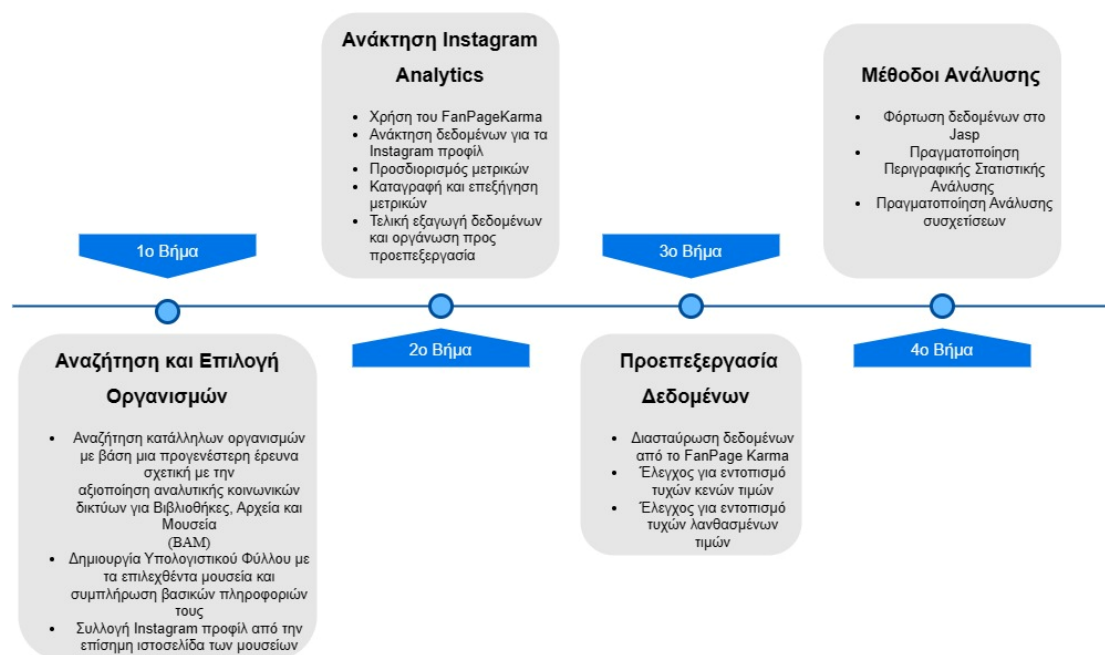 1ο Βήμα
Αναζήτηση και Επιλογή
Οργανισμών
• Αναζήτηση κατάλληλων οργανισμών
με βάση μια προγενέστερη έρευνα
σχετική με την
αξιοποίηση αναλυτικής κοινωνικών
δικτύων για Βιβλιοθήκες, Αρχεία και
Μουσεία
(BAM)
• Δημιουργία Υπολογιστικού Φύλλου με
τα επιλεχθέντα μουσεία και
συμπλήρωση βασικών πληροφοριών
τους
• Συλλογή Instagram προφίλ από την
επίσημη ιστοσελίδα των μουσείων
Ανάκτηση Instagram
Analytics
• Χρήση του FanPageKarma
• Ανάκτηση δεδομένων για τα
Instagram προφίλ
• Προσδιορισμός μετρικών
• Καταγραφή και επεξήγηση
μετρικών
• Τελική εξαγωγή δεδομένων
και οργάνωση προς
προεπεξεργασία
2ο Βήμα
3ο Βήμα
Προεπεξεργασία
Δεδομένων
• Διασταύρωση δεδομένων
από το FanPage Karma
• Έλεγχος για εντοπισμό
τυχών κενών τιμών
• Έλεγχος για εντοπισμό
τυχών λανθασμένων
τιμών
Μέθοδοι Ανάλυσης
• Φόρτωση δεδομένων στο
Jasp
• Πραγματοποίηση
Περιγραφικής Στατιστικής
Ανάλυσης
• Πραγματοποίηση Ανάλυσης
συσχετίσεων
4ο Βήμα